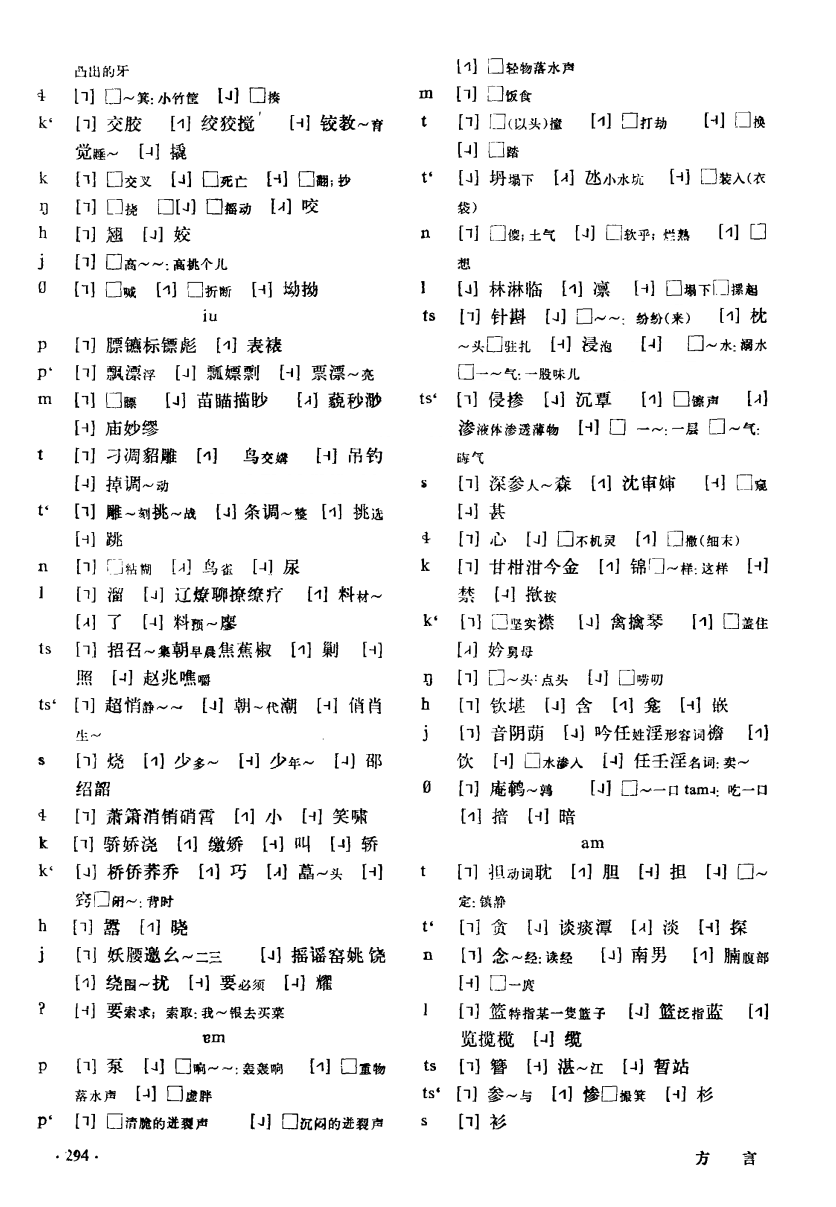 凸出的牙
ɬ [˥] □～箕:小竹筐 [˩] □揍
kʻ [˥] 交胶 [˧˥] 绞狡搅 [˧] 铰教～育
觉睡～ [˨] 撬
k [˥] □交叉 [˩] □死亡 [˧] □翻;抄
ŋ [˥] □挠 □[˩] □摇动 [˩˧] 咬
h [˥] 翘 [˩] 姣
j [˥] □高～～:高挑个儿
ø [˥] □喊 [˧˥] □折断 [˧] 坳拗
iu
p [˥] 膘镳标镖彪 [˧˥] 表裱
pʻ [˥] 飘漂浮 [˩] 瓢嫖剽 [˧] 票漂～亮
m [˥] □瞟 [˩] 苗瞄描眇 [˩˧] 藐秒渺
[˨] 庙妙缪
t [˥] 刁凋貂雕 [˧˥] 鸟交媾 [˧] 吊钓
[˨] 掉调～动
tʻ [˥] 雕～刻挑～战 [˩] 条调～整 [˧˥] 挑选
[˧] 跳
n [˥] □粘糊 [˩˧] 鸟雀 [˨] 尿
l [˥] 溜 [˩] 辽燎聊撩缭疗 [˧˥] 料材～
[˩˧] 了 [˨] 料预～廖
ts [˥] 招召～集朝早晨焦蕉椒 [˧˥] 剿 [˧]
照 [˨] 赵兆噍嚼
tsʻ [˥] 超悄静～～ [˩] 朝～代潮 [˧] 俏肖
生～
s [˥] 烧 [˧˥] 少多～ [˧] 少年～ [˨] 邵
绍韶
ɬ [˥] 萧箫消销硝霄 [˧˥] 小 [˧] 笑啸
k [˥] 骄娇浇 [˧˥] 缴矫 [˧] 叫 [˨] 轿
kʻ [˩] 桥侨荞乔 [˧˥] 巧 [˩˧] 藠～头 [˧]
窍□闭～:背时
h [˥] 嚣 [˧˥] 晓
j [˥] 妖腰邀幺～二三 [˩] 摇谣窑姚饶
[˧˥] 绕围～扰 [˧] 要必须 [˨] 耀
ʔ [˧] 要索求;索取:我～银去买菜
ɐm
p [˥] 泵 [˩] □响～～:轰轰响 [˧˥] □重物
落水声 [˨] □虚胖
pʻ [˥] □清脆的迸裂声 [˩] □沉闷的迸裂声
[˧˥] □轻物落水声
m [˥] □饭食
t [˥] □(以头)撞 [˧˥] □打劫 [˧] □换
[˨] □踏
tʻ [˩] 坍塌下 [˩˧] 氹小水坑 [˧] □装入(衣
袋)
n [˥] □傻;土气 [˩] □软乎;烂熟 [˧˥] □
想
l [˩] 林淋临 [˧˥] 凛 [˧] □塌下□摞起
ts [˥] 针斟 [˩] □～～:纷纷(来) [˧˥] 枕
～头□驻扎 [˧] 浸泡 [˨] □～水:溺水
□一～气:一股味儿
tsʻ [˥] 侵掺 [˩] 沉覃 [˧˥] □镲声 [˩˧]
渗液体渗透薄物 [˧] □一～:一层□～气:
晦气
s [˥] 深参人～森 [˧˥] 沈审婶 [˧] □窥
[˨] 甚
ɬ [˥] 心 [˩] □不机灵 [˧˥] □撒(细末)
k [˥] 甘柑泔今金 [˧˥] 锦□～样:这样 [˧]
禁 [˨] 揿按
kʻ [˥] □坚实襟 [˩] 禽擒琴 [˧˥] □盖住
[˩˧] 妗舅母
ŋ [˥] □～头:点头 [˩] □唠叨
h [˥] 钦堪 [˩] 含 [˧˥] 龛 [˧] 嵌
j [˥] 音阴荫 [˩] 吟任姓淫形容词檐 [˧˥]
饮 [˧] □水渗入 [˨] 任壬淫名词:卖～
ø [˥] 庵鹌～鹑 [˩] □～一口tam˨:吃一口
[˧˥] 揞 [˧] 暗
am
t [˥] 担动词耽 [˧˥] 胆 [˧] 担 [˨] □～
定:镇静
tʻ [˥] 贪 [˩] 谈痰潭 [˩˧] 淡 [˧] 探
n [˥] 念～经:读经 [˩] 南男 [˧˥] 腩腹部
[˧] □一庹
l [˥] 篮特指某一隻篮子 [˩] 篮泛指蓝 [˧˥]
览揽榄 [˨] 缆
ts [˥] 簪 [˧] 湛～江 [˨] 暂站
tsʻ [˥] 参～与 [˧˥] 惨□撮箕 [˧] 杉
s [˥] 衫
· 294 · 方 言